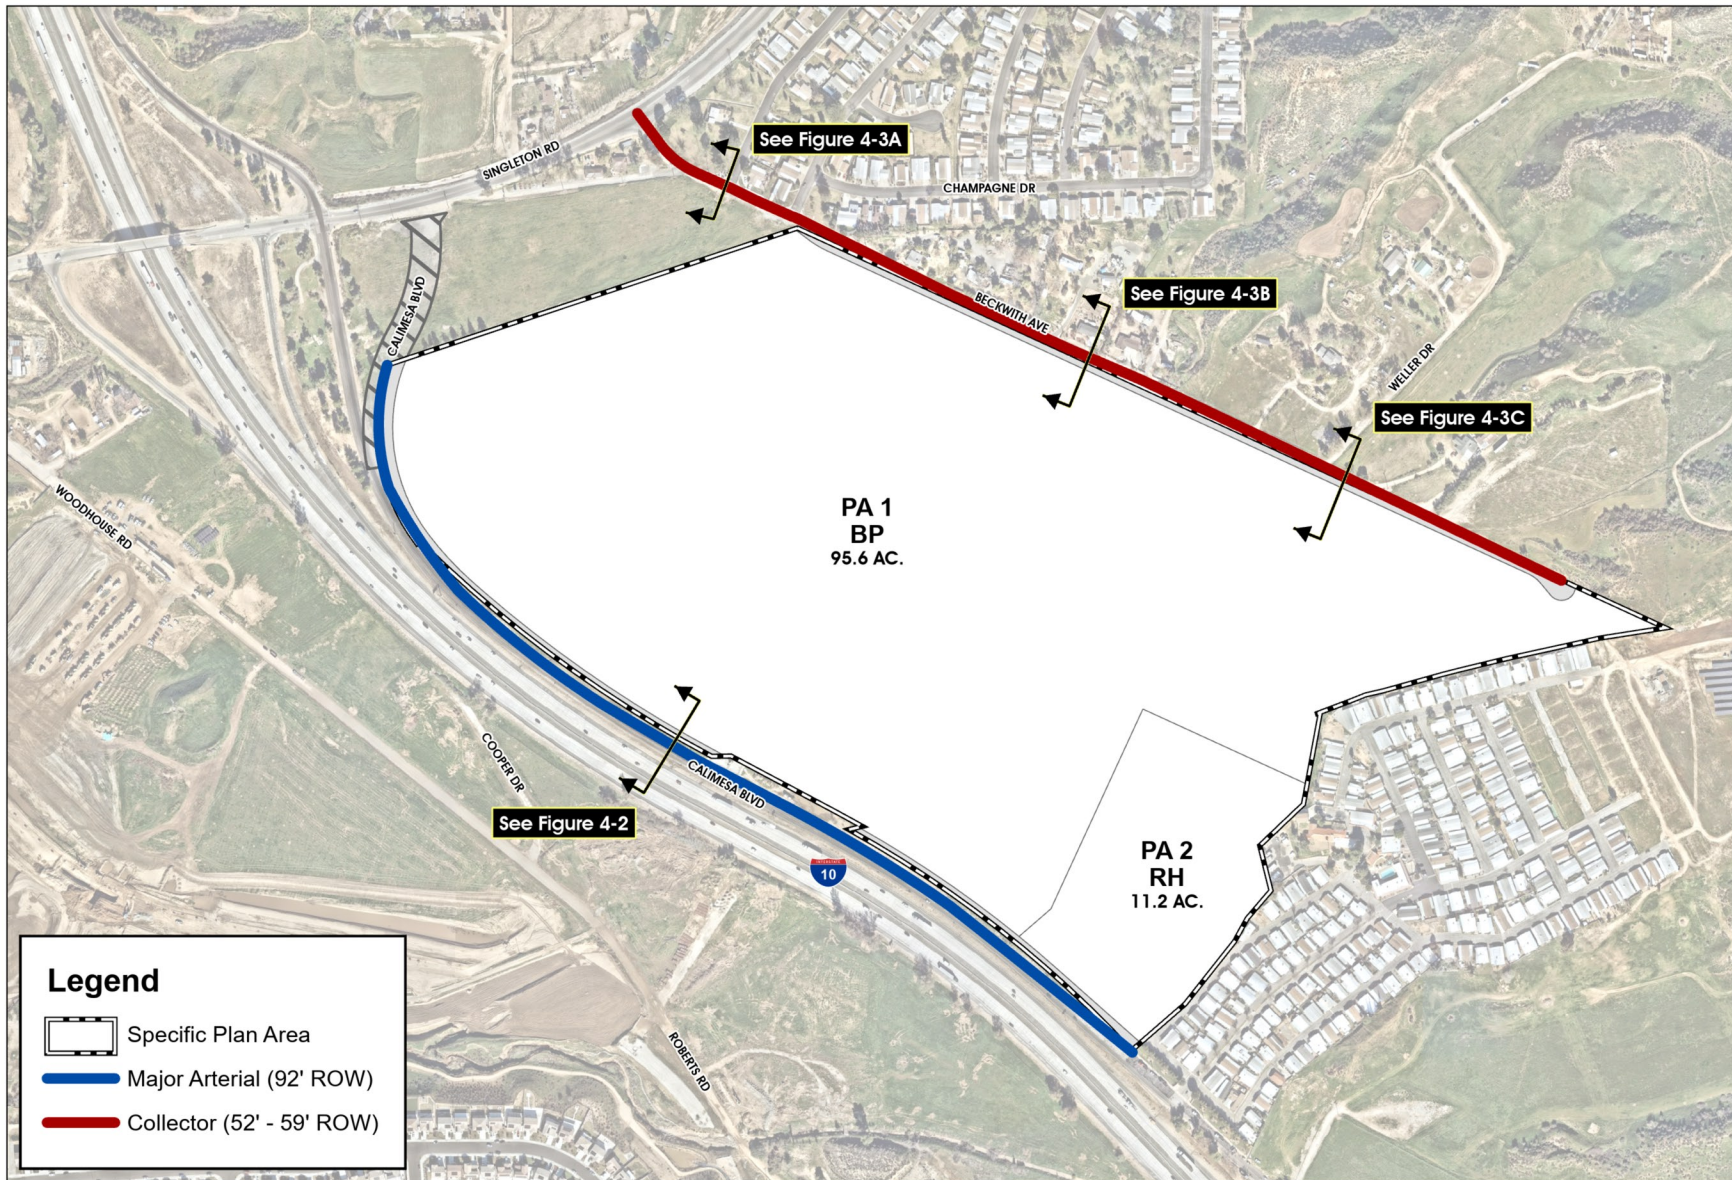 See Figure 4-3A
SINGLETON RD
CHAMPAGNE DR
See Figure 4-3B
CALIMESA BLVD
BECKWITH AVE
WELLER DR
See Figure 4-3C
WOODHOUSE RD
PA 1
BP
95.6 AC.
COOPER DR
CALIMESA BLVD
See Figure 4-2
INTERSTATE
10
PA 2
RH
11.2 AC.
ROBERTS RD
Legend
Specific Plan Area
Major Arterial (92' ROW)
Collector (52' - 59' ROW)